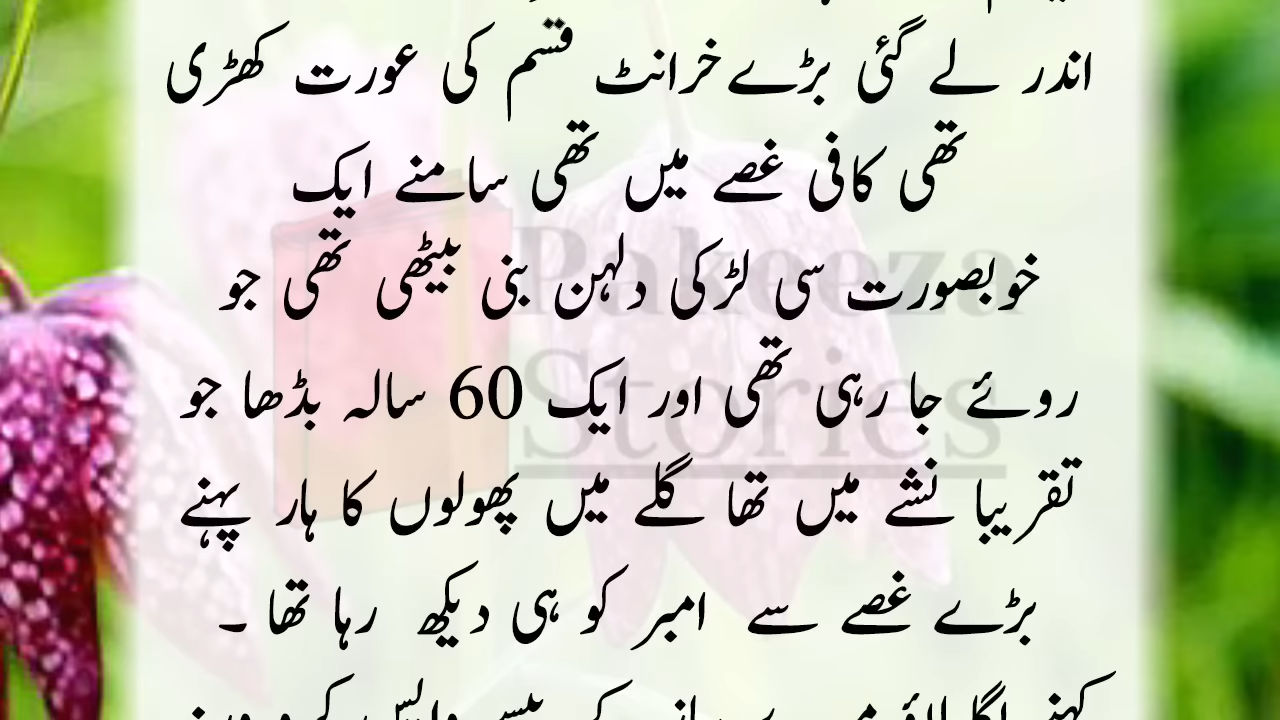 اندر لے گئی بڑے خرانٹ قسم کی عورت کھڑی
تھی کافی غصے میں تھی سامنے ایک
خوبصورت سی لڑکی دلہن بنی بیٹھی تھی جو
روئے جا رہی تھی اور ایک 60 سالہ بڈھا جو
تقریبا نشے میں تھا گلے میں پھولوں کا ہار پہنے
بڑے غصے سے امبر کو ہی دیکھ رہا تھا ۔
Pakeeza
Stories